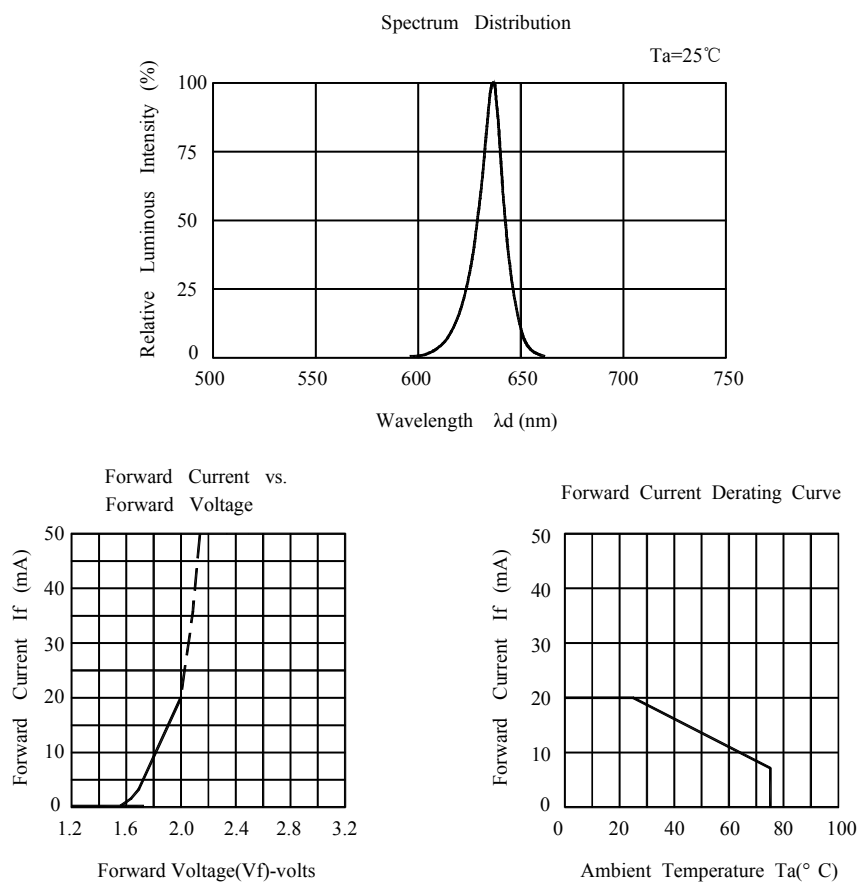 Spectrum Distribution
Ta=25℃
Relative Luminous Intensity (%)
100
75
50
25
0
500 550 600 650 700 750
Wavelength λd (nm)
Forward Current vs.
Forward Voltage
Forward Current If (mA)
50
40
30
20
10
0
1.2 1.6 2.0 2.4 2.8 3.2
Forward Voltage(Vf)-volts
Forward Current Derating Curve
Forward Current If (mA)
50
40
30
20
10
0
0 20 40 60 80 100
Ambient Temperature Ta(° C)